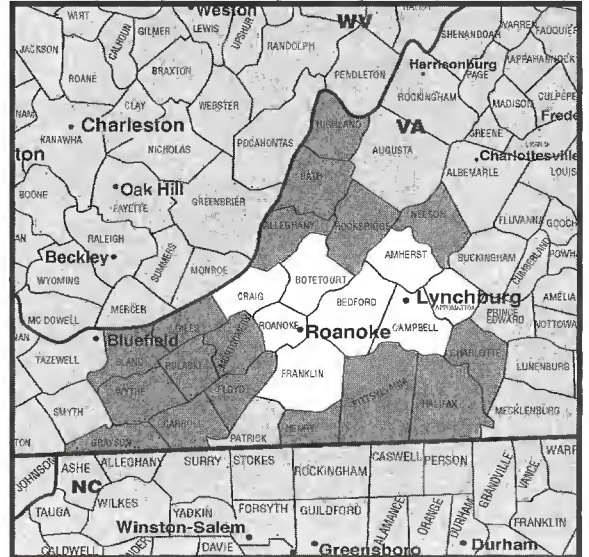 WIRT
GILMER
LEWIS
UPSHUR
Weston
WV
CALHOUN
RANDOLPH
JACKSON
ROANE
BRAXTON
WEBSTER
PENDLETON
SHENANDOAH
WARREN
FAUQUIER
Harrisonburg
PAGE
RAPPAHANNOCK
ROCKINGHAM
MADISON
CULPEPE
CLAY
KANAWHA
Charleston
NICHOLAS
POCAHONTAS
HIGHLAND
VA
GREENE
Frede
AUGUSTA
ton
BATH
Charlottesville
ALBEMARLE
LOUIS
BOONE
Oak Hill
FAYETTE
GREENBRIER
ALLEGHANY
ROCKBRIDGE
NELSON
FLUVANNA
GOOCH
RALEIGH
Beckley
SUMMERS
MONROE
AMHERST
BUCKINGHAM
CUMBERLAND
POWH
WYOMING
CRAIG
BOTETOURT
BEDFORD
Lynchburg
APPOMATTOX
AMELIA
MERCER
MC DOWELL
ROANOKE
Roanoke
CAMPBELL
PRINCE
EDWARD
NOTTOWA
Bluefield
GILES
MONTGOMERY
TAZEWELL
BLAND
PULASKI
FRANKLIN
CHARLOTTE
LUNENBURG
WYTHE
FLOYD
PITTSYLVANIA
HALIFAX
SMYTH
CARROLL
PATRICK
HENRY
MECKLENBURG
TON
GRAYSON
JOHNSON
ASHE
ALLEGHANY
SURRY
STOKES
ROCKINGHAM
CASWELL
PERSON
GRANVILLE
VANCE
WARR
NC
TAUGA
WILKES
YADKIN
FORSYTH
GUILFORD
ALAMANCE
ORANGE
DURHAM
FRANKLIN
Winston-Salem
CALDWELL
DAVIE
Greensboro
Durham